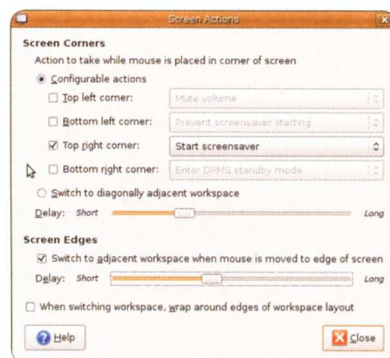 Screen Actions
Screen Corners
Action to take while mouse is placed in corner of screen
Configurable actions
Top left corner: Mute volume
Bottom left corner: Prevent screensaver starting
Top right corner: Start screensaver
Bottom right corner: Enter DPMS standby mode
Switch to diagonally adjacent workspace
Delay: Short Long
Screen Edges
Switch to adjacent workspace when mouse is moved to edge of screen
Delay: Short Long
When switching workspace, wrap around edges of workspace layout
Help Close